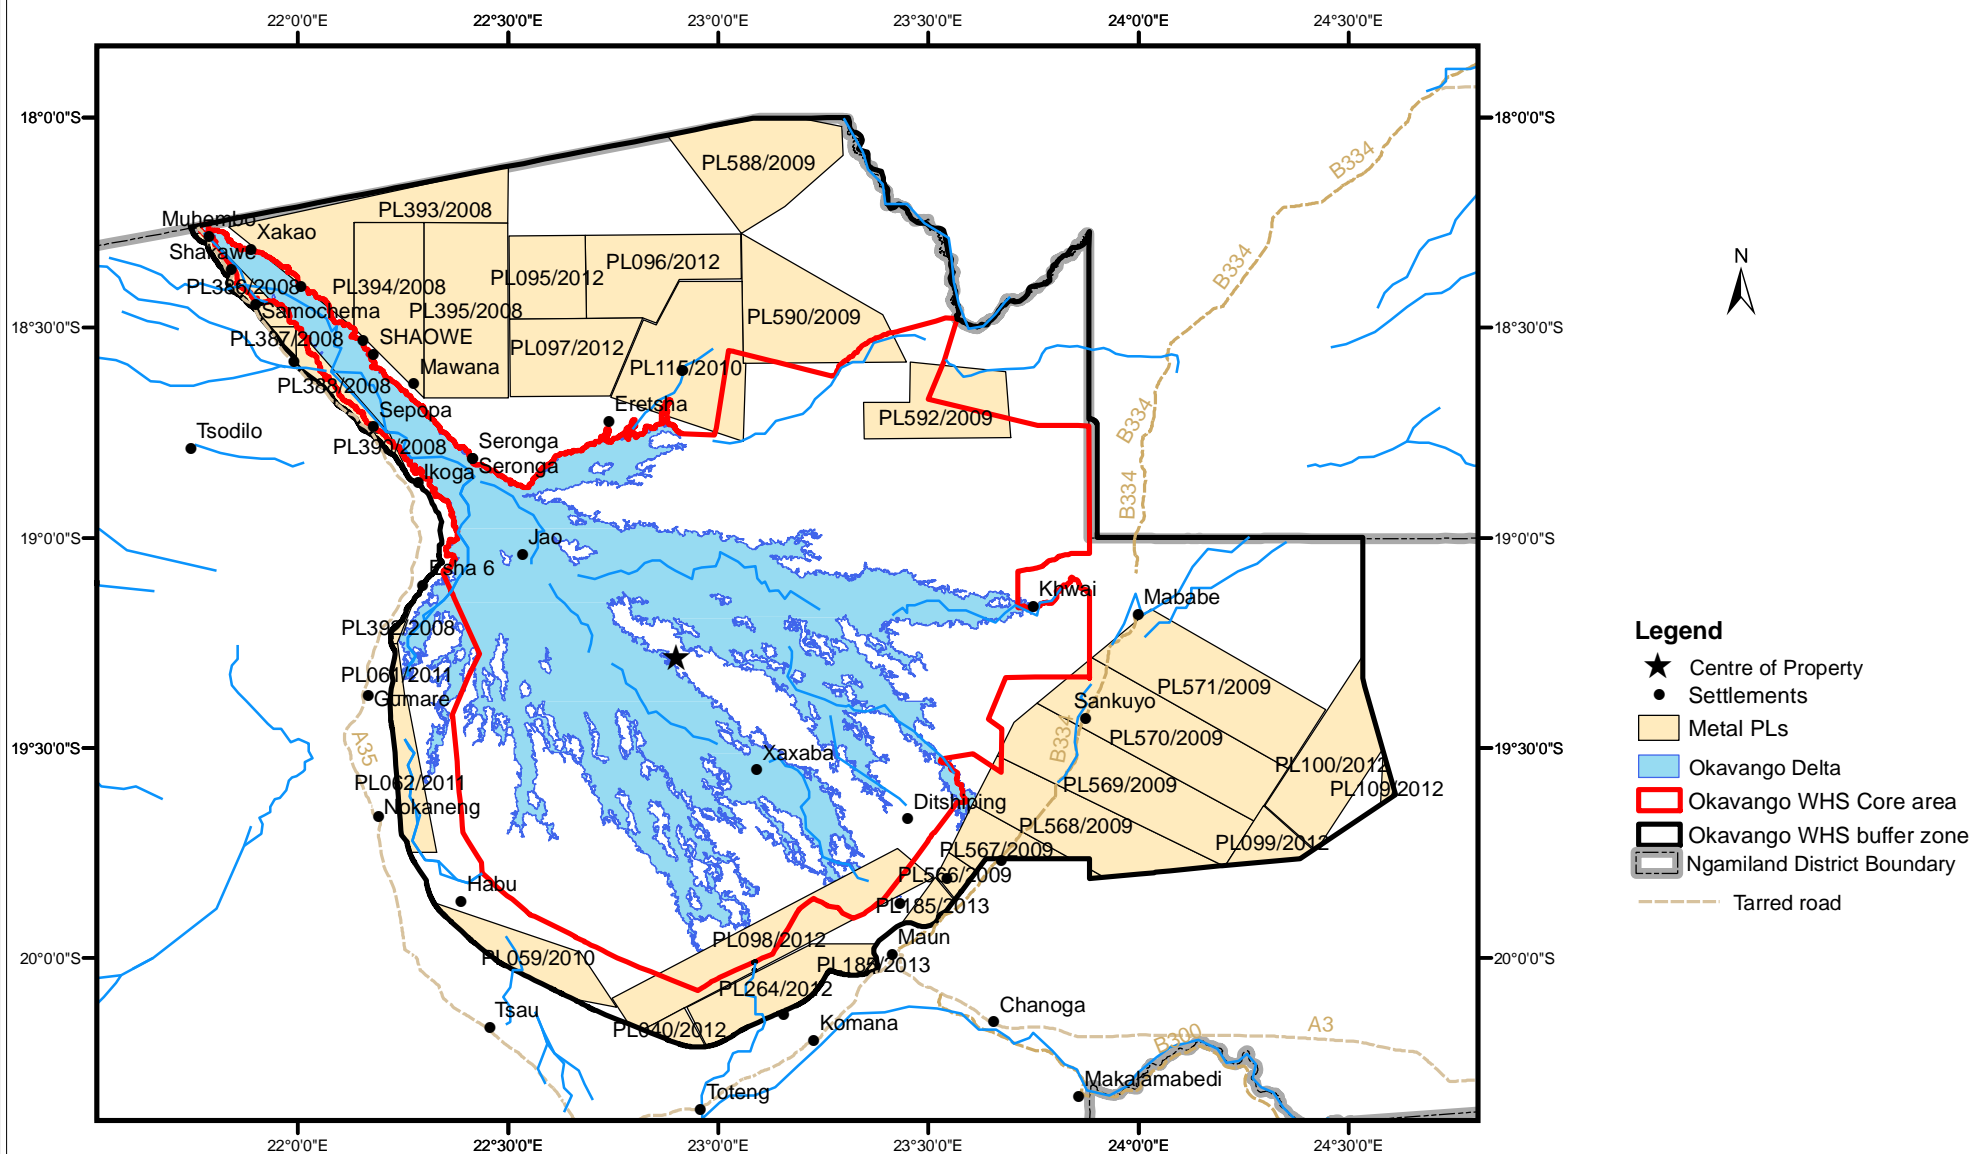 22°0'0"E 22°30'0"E 23°0'0"E 23°30'0"E 24°0'0"E 24°30'0"E
18°0'0"S 18°0'0"S
B334
PL588/2009
PL393/2008
Muhembo
Xakao
N
Shakawe
B334
PL095/2012
PL096/2012
PL386/2008
PL394/2008
Samochema
PL395/2008
PL590/2009
18°30'0"S 18°30'0"S
PL387/2008
SHAOWE
PL097/2012
Mawana
PL115/2010
PL388/2008
Eretsha
Sepopa
PL592/2009
B334
Tsodilo
Seronga
PL390/2008
Seronga
Ikoga
B334
19°0'0"S 19°0'0"S
Jao
Esha 6
Khwai
Mababe
PL392/2008
Legend
Centre of Property
Settlements
Metal PLs
Okavango Delta
Okavango WHS Core area
Okavango WHS buffer zone
Ngamiland District Boundary
Tarred road
PL061/2011
Gumare
PL571/2009
Sankuyo
B334
PL570/2009
A35
19°30'0"S 19°30'0"S
Xaxaba
PL100/2012
PL062/2011
PL569/2009
PL109/2012
Nokaneng
Ditshiping
PL568/2009
PL099/2012
PL567/2009
PL566/2009
Habu
PL185/2013
PL098/2012
Maun
20°0'0"S 20°0'0"S
PL059/2010
PL185/2013
PL264/2012
Tsau
Chanoga
PL040/2012
Komana
A3
B300
Makalamabedi
Toteng
22°0'0"E 22°30'0"E 23°0'0"E 23°30'0"E 24°0'0"E 24°30'0"E